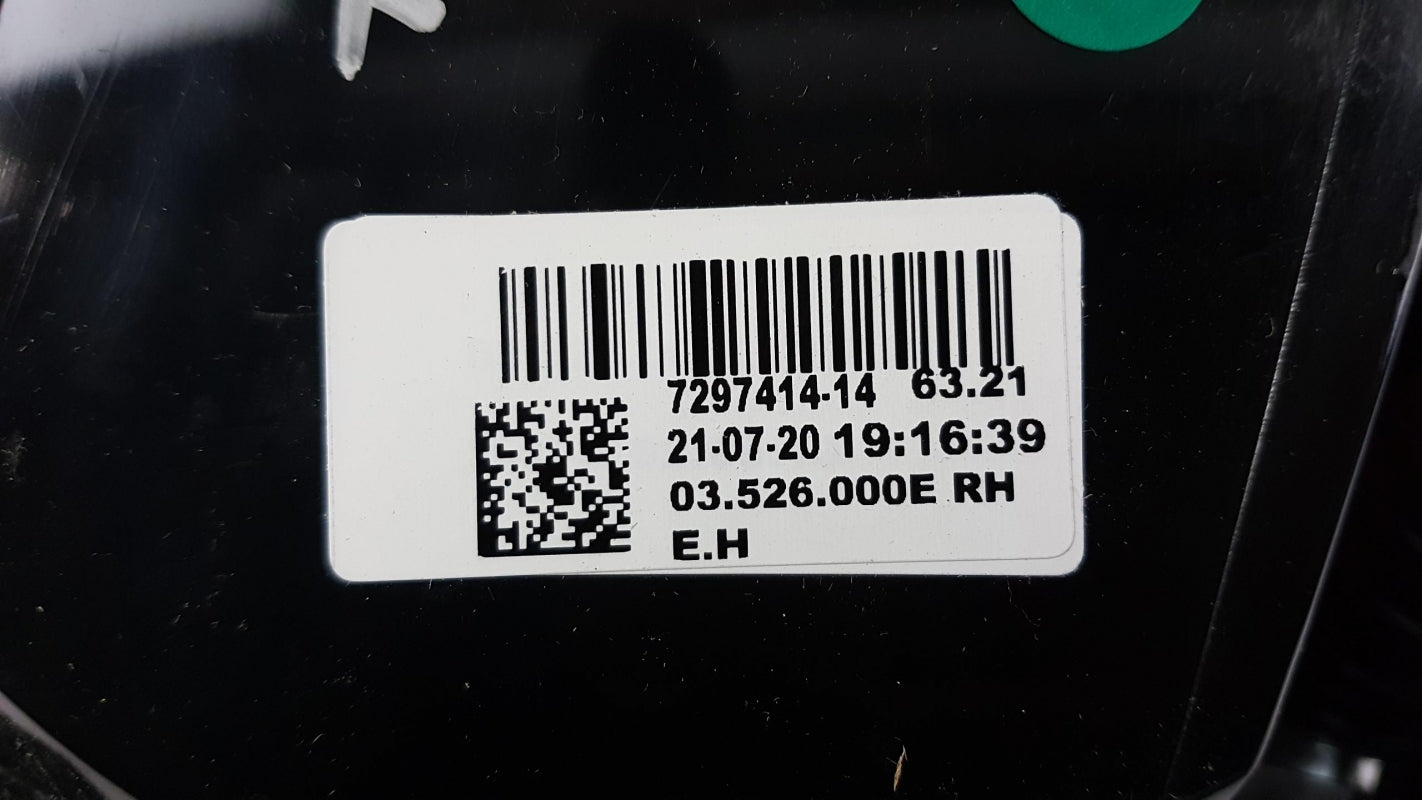 7297414-14 63.21
21-07-20 19:16:39
03.526.000E RH
E.H